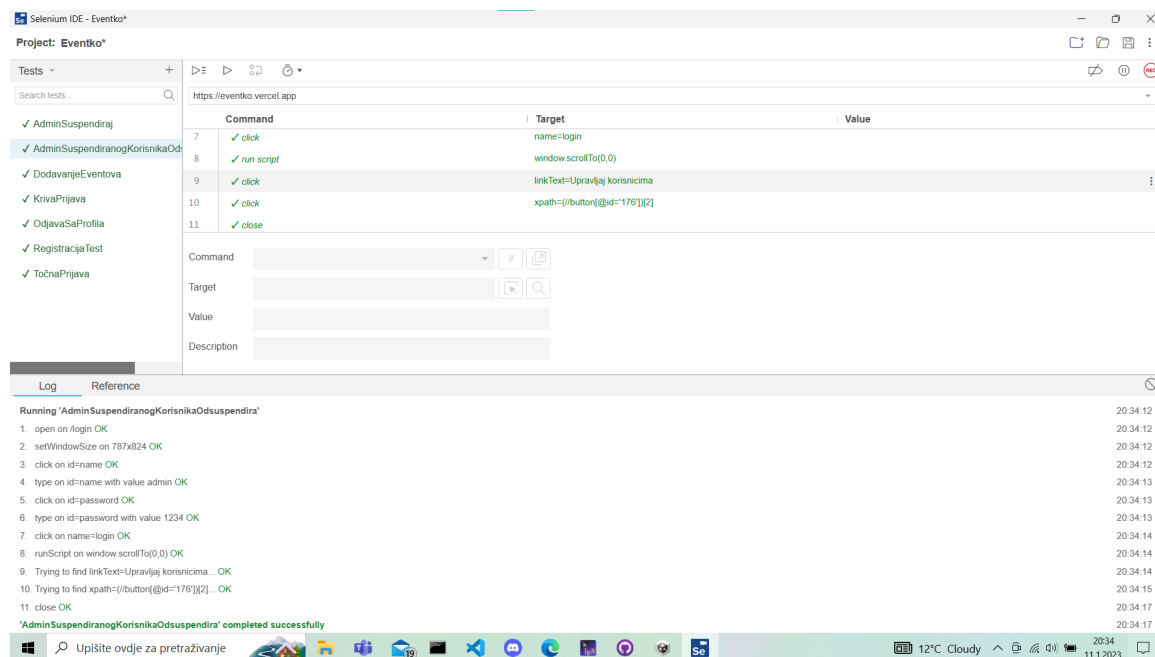 Se Selenium IDE - Eventko*
Project: Eventko*
Tests
Search tests...
https://eventko.vercel.app
REC
✓ AdminSuspendiraj
✓ AdminSuspendiranogKorisnikaOds
✓ DodavanjeEventova
✓ KrivaPrijava
✓ OdjavaSaProfila
✓ RegistracijaTest
✓ TočnaPrijava
Command Target Value
7 ✓ click name=login
8 ✓ run script window.scrollTo(0,0)
9 ✓ click linkText=Upravljaj korisnicima
10 ✓ click xpath=(//button[@id='176'])[2]
11 ✓ close
Command //
Target
Value
Description
Log Reference
Running 'AdminSuspendiranogKorisnikaOdsuspendira' 20:34:12
1. open on /login OK 20:34:12
2. setWindowSize on 787x824 OK 20:34:12
3. click on id=name OK 20:34:12
4. type on id=name with value admin OK 20:34:13
5. click on id=password OK 20:34:13
6. type on id=password with value 1234 OK 20:34:13
7. click on name=login OK 20:34:14
8. runScript on window.scrollTo(0,0) OK 20:34:14
9. Trying to find linkText=Upravljaj korisnicima... OK 20:34:14
10. Trying to find xpath=(//button[@id='176'])[2]... OK 20:34:15
11. close OK 20:34:17
'AdminSuspendiranogKorisnikaOdsuspendira' completed successfully 20:34:17
Upišite ovdje za pretraživanje 19 Se 12°C Cloudy 20:34
11.1.2023.